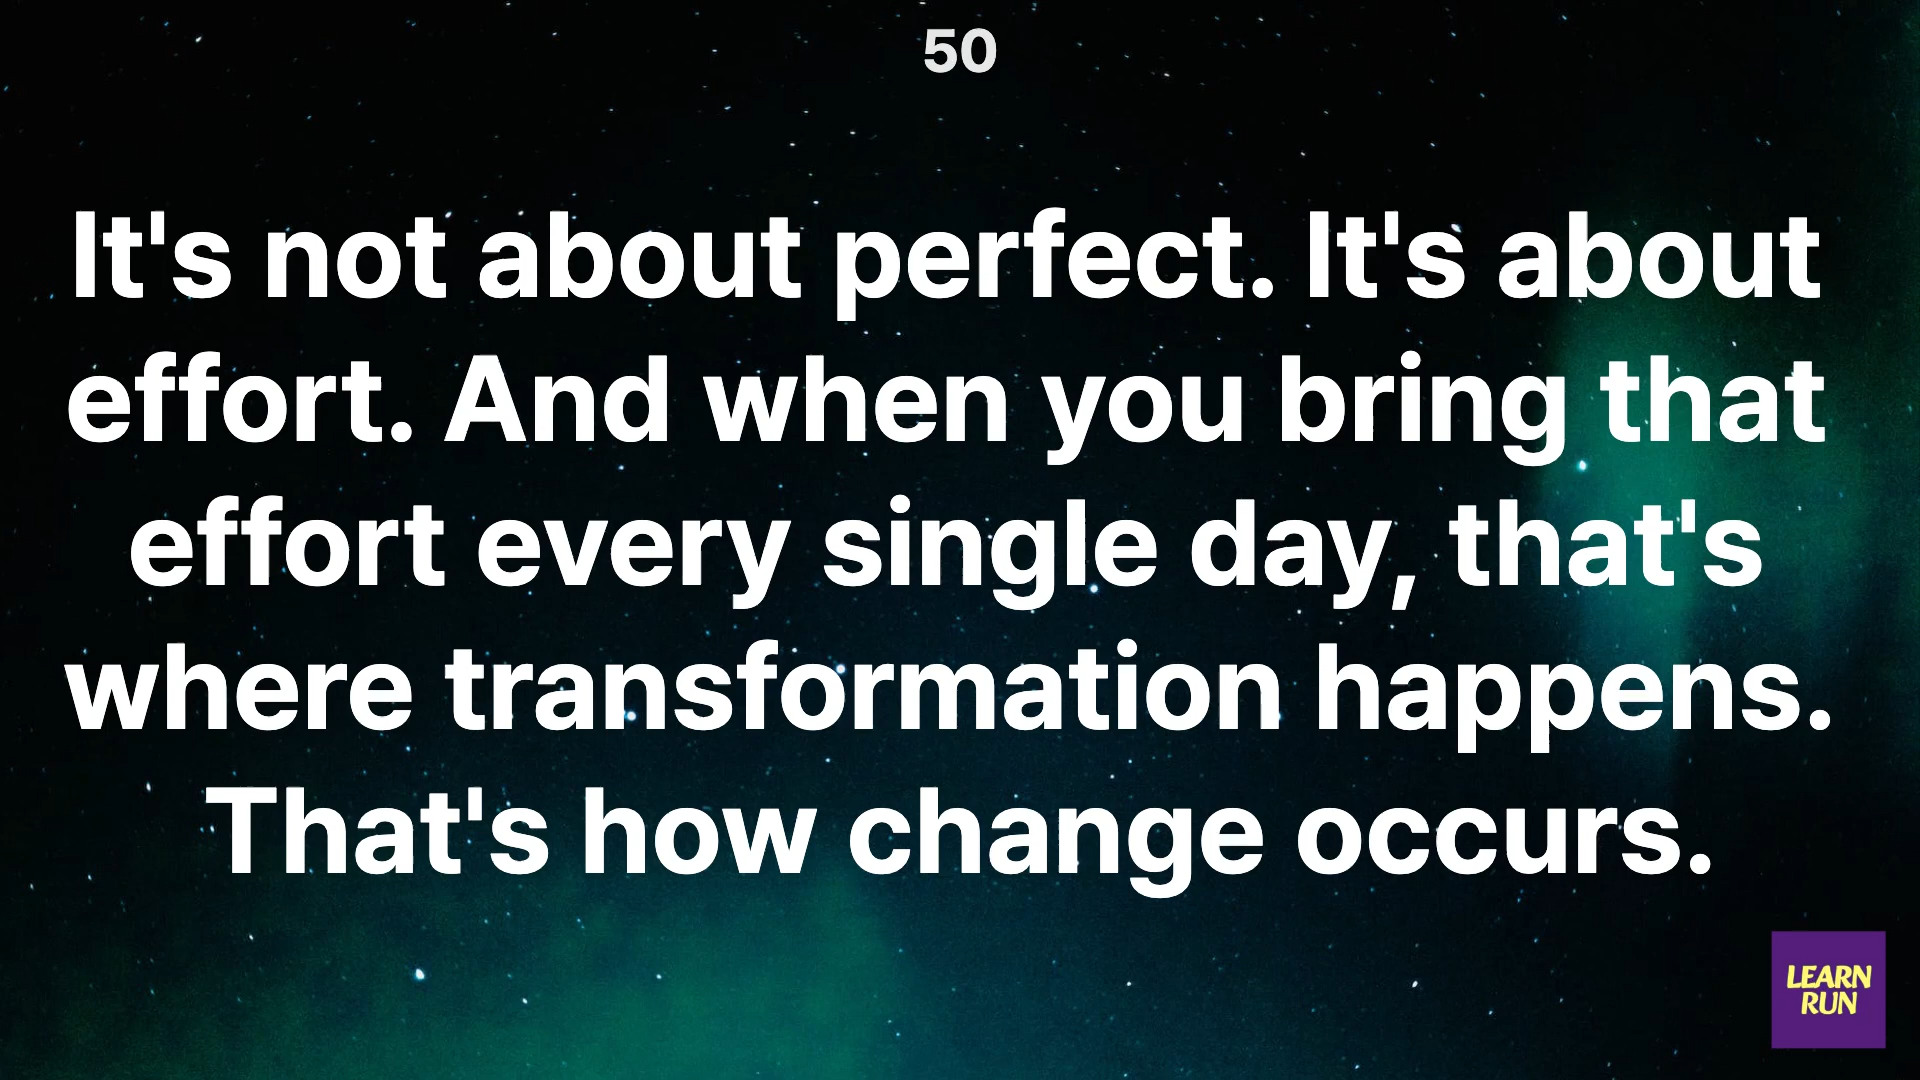 50
It's not about perfect. It's about
effort. And when you bring that
effort every single day, that's
where transformation happens.
That's how change occurs.
LEARN
RUN